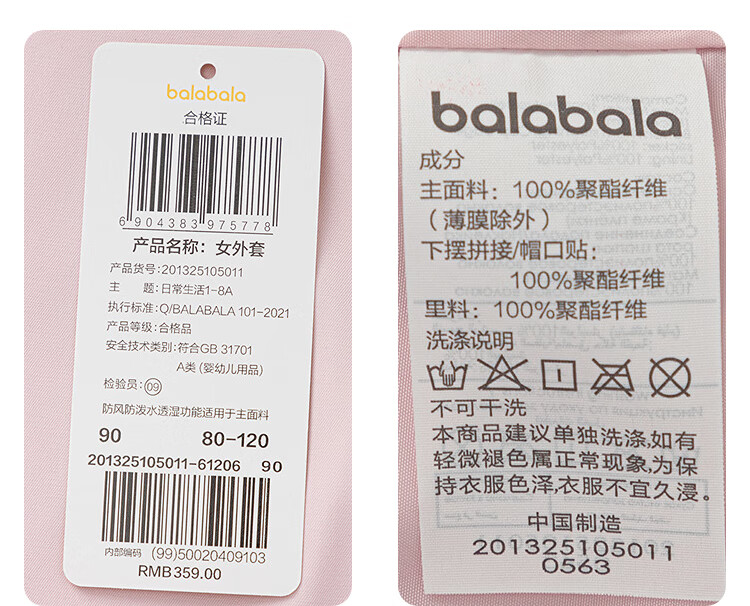 balabala
合格证
6 904383 975778
产品名称：女外套
产品货号：201325105011
主 题：日常生活1-8A
执行标准：Q/BALABALA 101-2021
产品等级：合格品
安全技术类别：符合GB 31701
A类（婴幼儿用品）
检验员：09
防风防泼水透湿功能适用于主面料
90 80-120
201325105011-61206 90
内部编码 (99)50020409103
RMB359.00
balabala
成分
主面料：100%聚酯纤维
（薄膜除外）
下摆拼接/帽口贴：
100%聚酯纤维
里料：100%聚酯纤维
洗涤说明
不可干洗
本商品建议单独洗涤,如有
轻微褪色属正常现象,为保
持衣服色泽,衣服不宜久浸。
中国制造
201325105011
0563